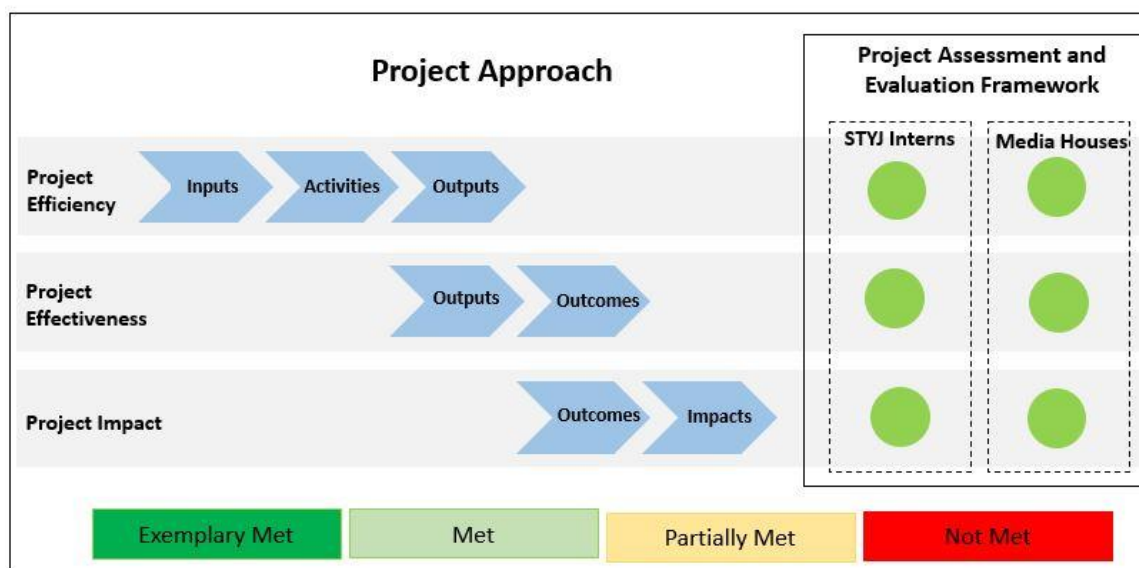 Project Approach
Project Assessment and
Evaluation Framework
STYJ Interns
Media Houses
Project
Efficiency
Inputs
Activities
Outputs
Project
Effectiveness
Outputs
Outcomes
Project Impact
Outcomes
Impacts
Exemplary Met
Met
Partially Met
Not Met